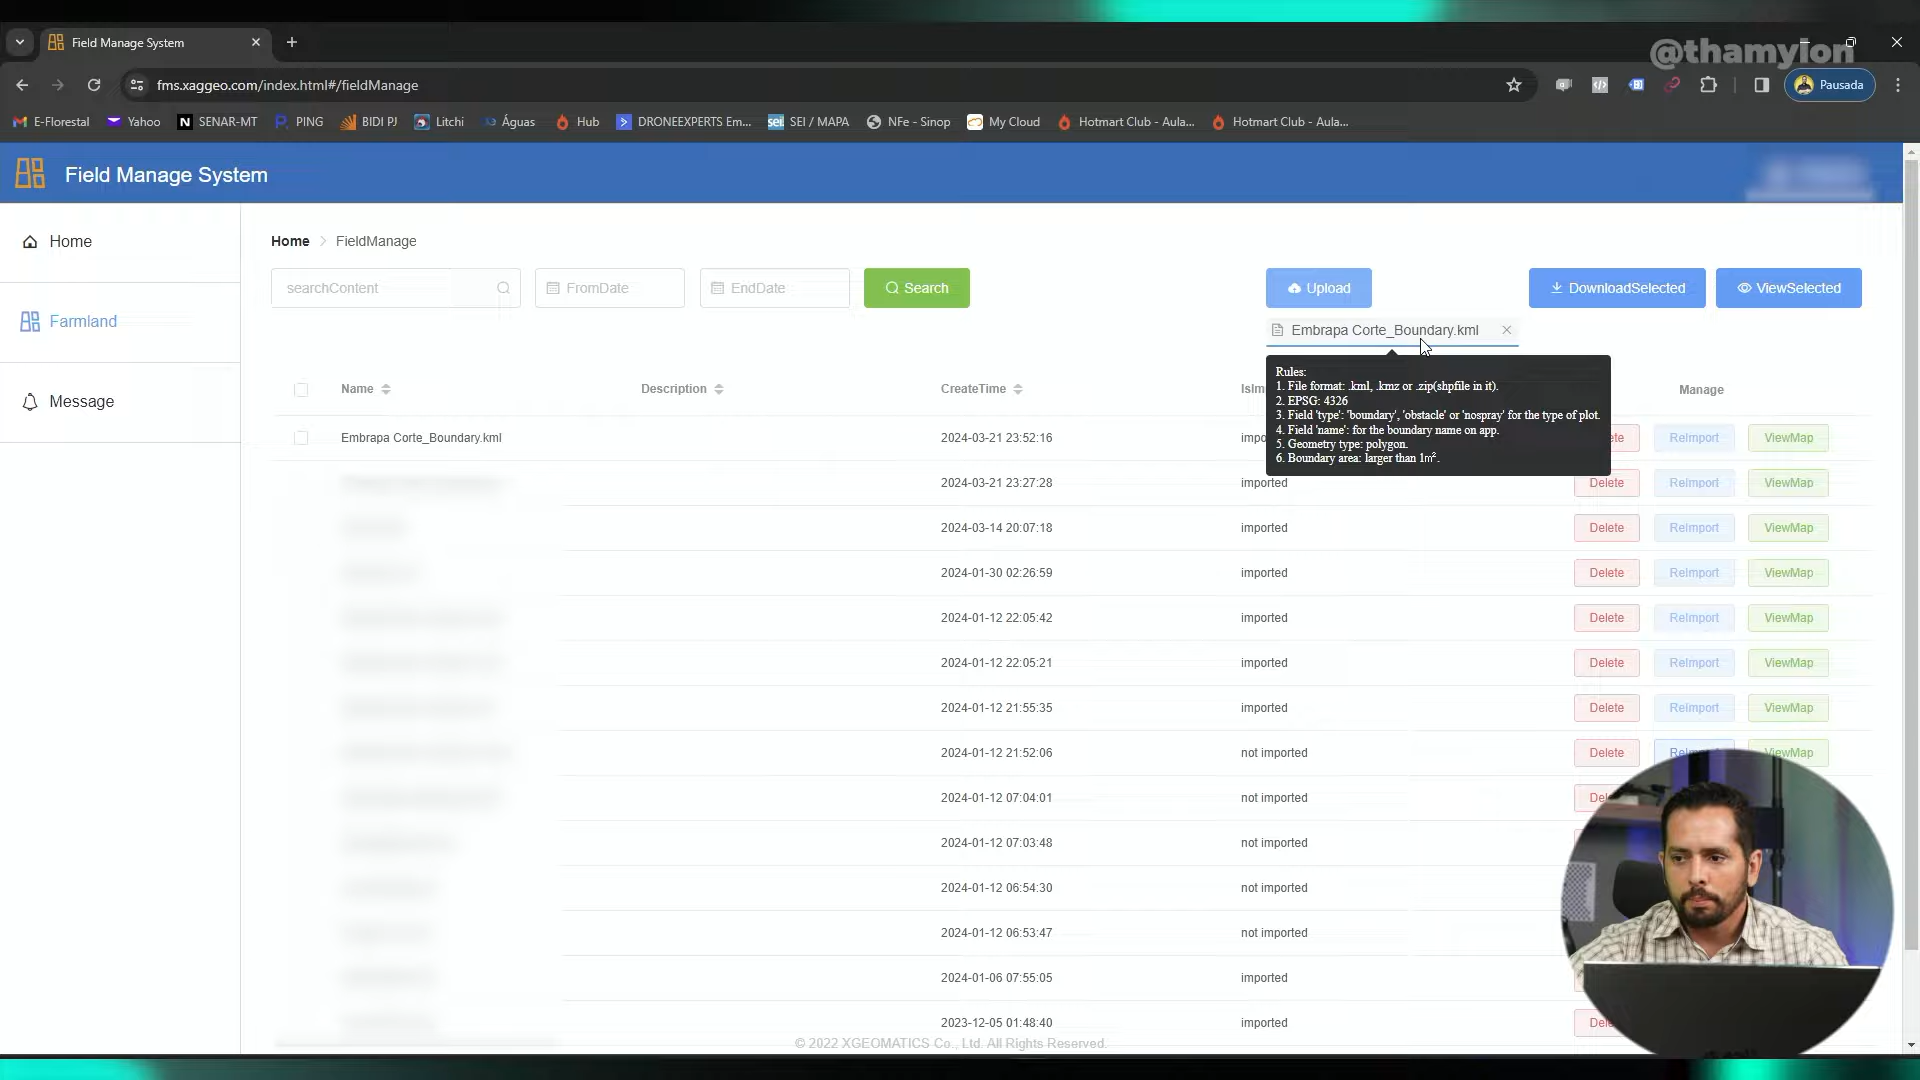 Field Manage System
@thamylon
fms.xaggeo.com/index.html#/fieldManage
Pausada
E-Florestal
Yahoo
SENAR-MT
PING
BIDI PJ
Litchi
Águas
Hub
DRONEEXPERTS Em...
SEI / MAPA
NFe - Sinop
My Cloud
Hotmart Club - Aula...
Hotmart Club - Aula...
Field Manage System
Home
Farmland
Message
Home > FieldManage
searchContent
FromDate
EndDate
Search
Upload
DownloadSelected
ViewSelected
Embrapa Corte_Boundary.kml
Rules:
1. File format: .kml, .kmz or .zip(shpfile in it).
2. EPSG: 4326
3. Field 'type': 'boundary', 'obstacle' or 'nospray' for the type of plot.
4. Field 'name': for the boundary name on app.
5. Geometry type: polygon.
6. Boundary area: larger than 1㎡.
Name Description CreateTime Manage
Embrapa Corte_Boundary.kml 2024-03-21 23:52:16 ReImport ViewMap
2024-03-21 23:27:28 imported Delete ReImport ViewMap
2024-03-14 20:07:18 imported Delete ReImport ViewMap
2024-01-30 02:26:59 imported Delete ReImport ViewMap
2024-01-12 22:05:42 imported Delete ReImport ViewMap
2024-01-12 22:05:21 imported Delete ReImport ViewMap
2024-01-12 21:55:35 imported Delete ReImport ViewMap
2024-01-12 21:52:06 not imported Delete ReImport ViewMap
2024-01-12 07:04:01 not imported
2024-01-12 07:03:48 not imported
2024-01-12 06:54:30 not imported
2024-01-12 06:53:47 not imported
2024-01-06 07:55:05 imported
2023-12-05 01:48:40 imported
© 2022 XGEOMATICS Co., Ltd. All Rights Reserved.